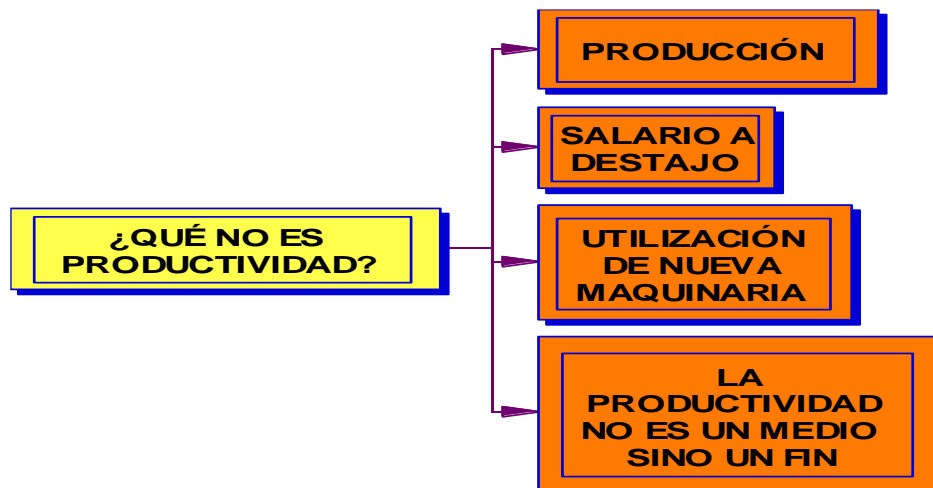 ¿QUÉ NO ES
PRODUCTIVIDAD?
PRODUCCIÓN
SALARIO A
DESTAJO
UTILIZACIÓN
DE NUEVA
MAQUINARIA
LA
PRODUCTIVIDAD
NO ES UN MEDIO
SINO UN FIN